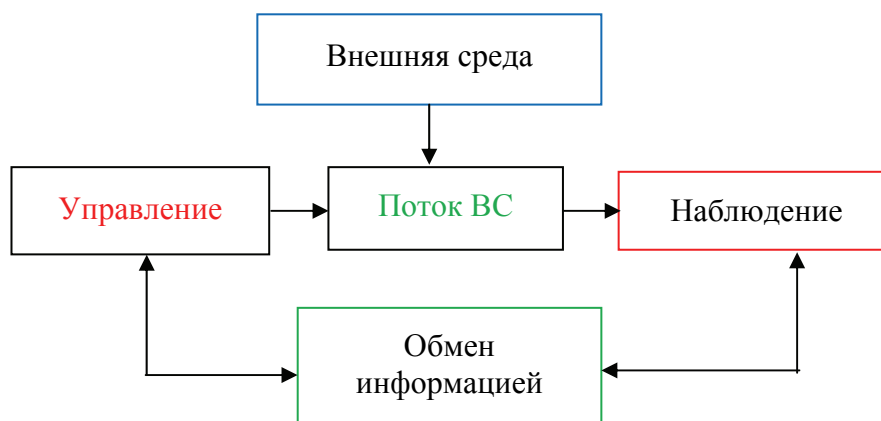 Внешняя среда
Управление
Поток ВС
Наблюдение
Обмен
информацией